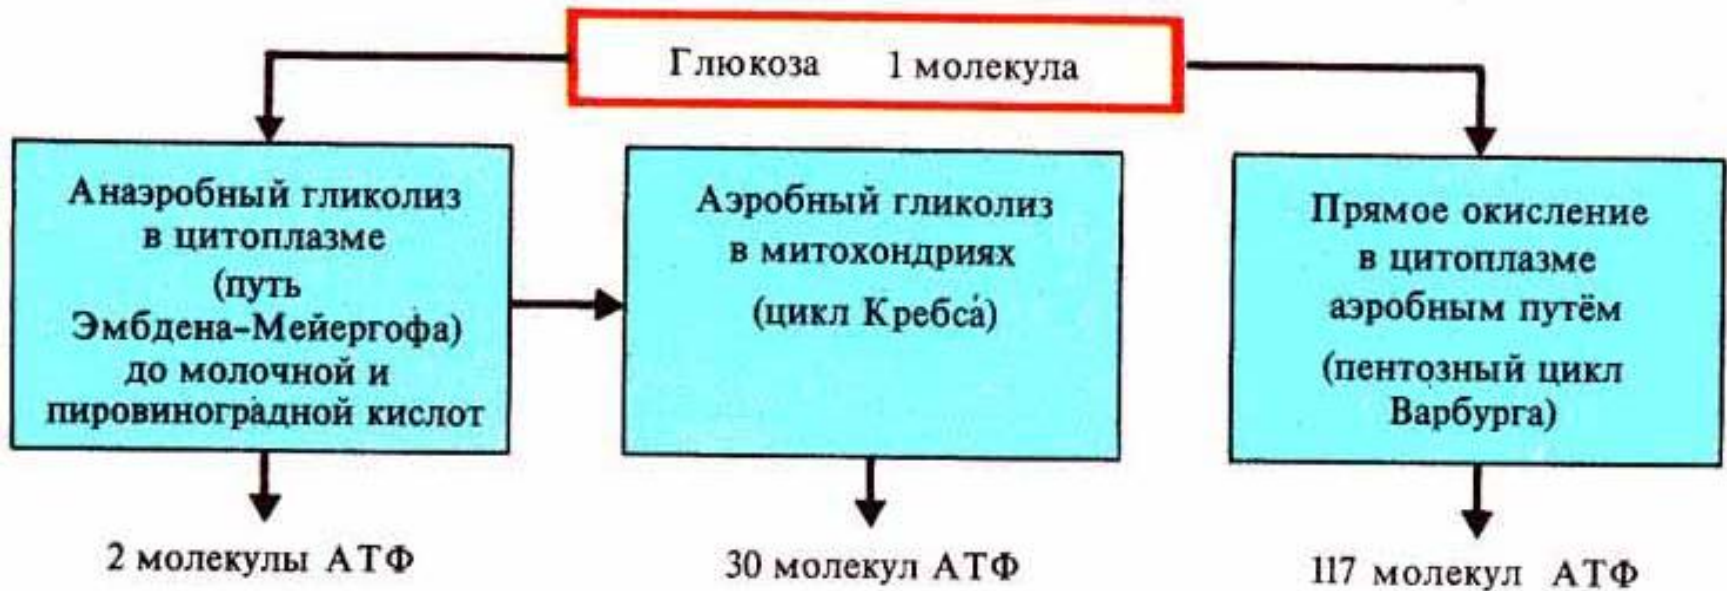 Глюкоза 1 молекула
Анаэробный гликолиз
в цитоплазме
(путь
Эмбдена-Мейергофа)
до молочной и
пировиноградной кислот
Аэробный гликолиз
в митохондриях
(цикл Кребса)
Прямое окисление
в цитоплазме
аэробным путём
(пентозный цикл
Варбурга)
2 молекулы АТФ
30 молекул АТФ
117 молекул АТФ